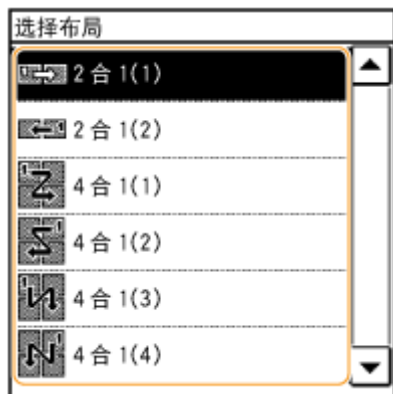 选择布局
2 合 1(1)
2 合 1(2)
4 合 1(1)
4 合 1(2)
4 合 1(3)
4 合 1(4)